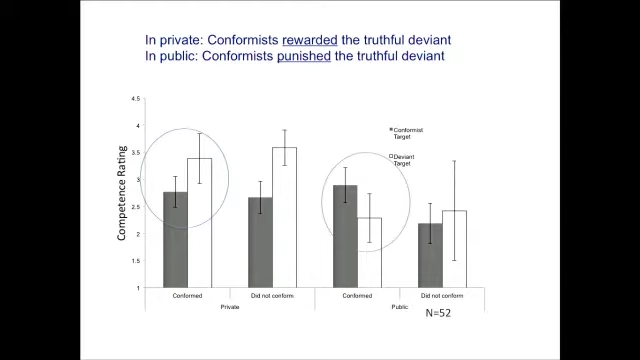 In private: Conformists rewarded the truthful deviant
In public: Conformists punished the truthful deviant
4.5
4
3.5
3
2.5
2
1.5
1
Competence Rating
Conformist
Target
Deviant
Target
Conformed
Did not conform
Conformed
Did not conform
Private
Public
N=52